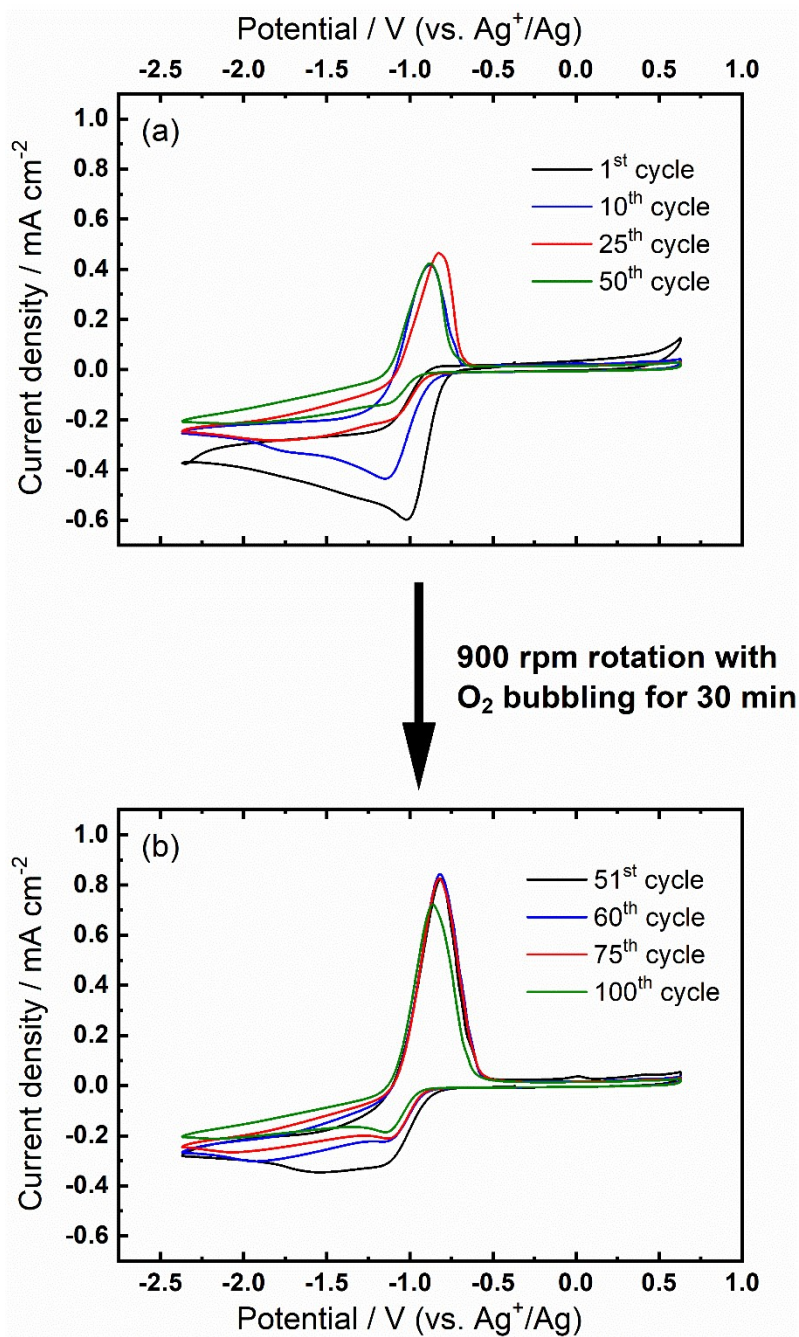 Potential / V (vs. Ag⁺/Ag)
-2.5 -2.0 -1.5 -1.0 -0.5 0.0 0.5 1.0
(a)
1ˢᵗ cycle
10ᵗʰ cycle
25ᵗʰ cycle
50ᵗʰ cycle
1.0
0.8
0.6
0.4
0.2
0.0
-0.2
-0.4
-0.6
Current density / mA cm⁻²
900 rpm rotation with
O₂ bubbling for 30 min
(b)
51ˢᵗ cycle
60ᵗʰ cycle
75ᵗʰ cycle
100ᵗʰ cycle
1.0
0.8
0.6
0.4
0.2
0.0
-0.2
-0.4
-0.6
Current density / mA cm⁻²
-2.5 -2.0 -1.5 -1.0 -0.5 0.0 0.5 1.0
Potential / V (vs. Ag⁺/Ag)